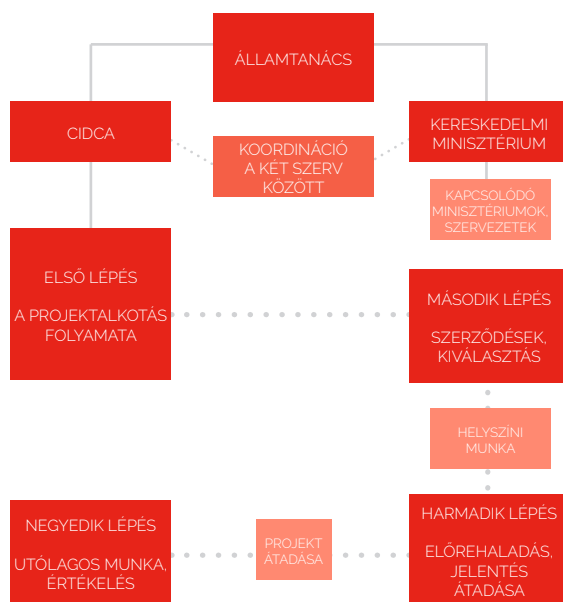 ÁLLAMTANÁCS
CIDCA
KOORDINÁCIÓ
A KÉT SZERV
KÖZÖTT
KERESKEDELMI
MINISZTÉRIUM
KAPCSOLÓDÓ
MINISZTÉRIUMOK,
SZERVEZETEK
ELSŐ LÉPÉS
A PROJEKTALKOTÁS
FOLYAMATA
MÁSODIK LÉPÉS
SZERZŐDÉSEK,
KIVÁLASZTÁS
HELYSZÍNI
MUNKA
NEGYEDIK LÉPÉS
UTÓLAGOS MUNKA,
ÉRTÉKELÉS
PROJEKT
ÁTADÁSA
HARMADIK LÉPÉS
ELŐREHALADÁS,
JELENTÉS
ÁTADÁSA